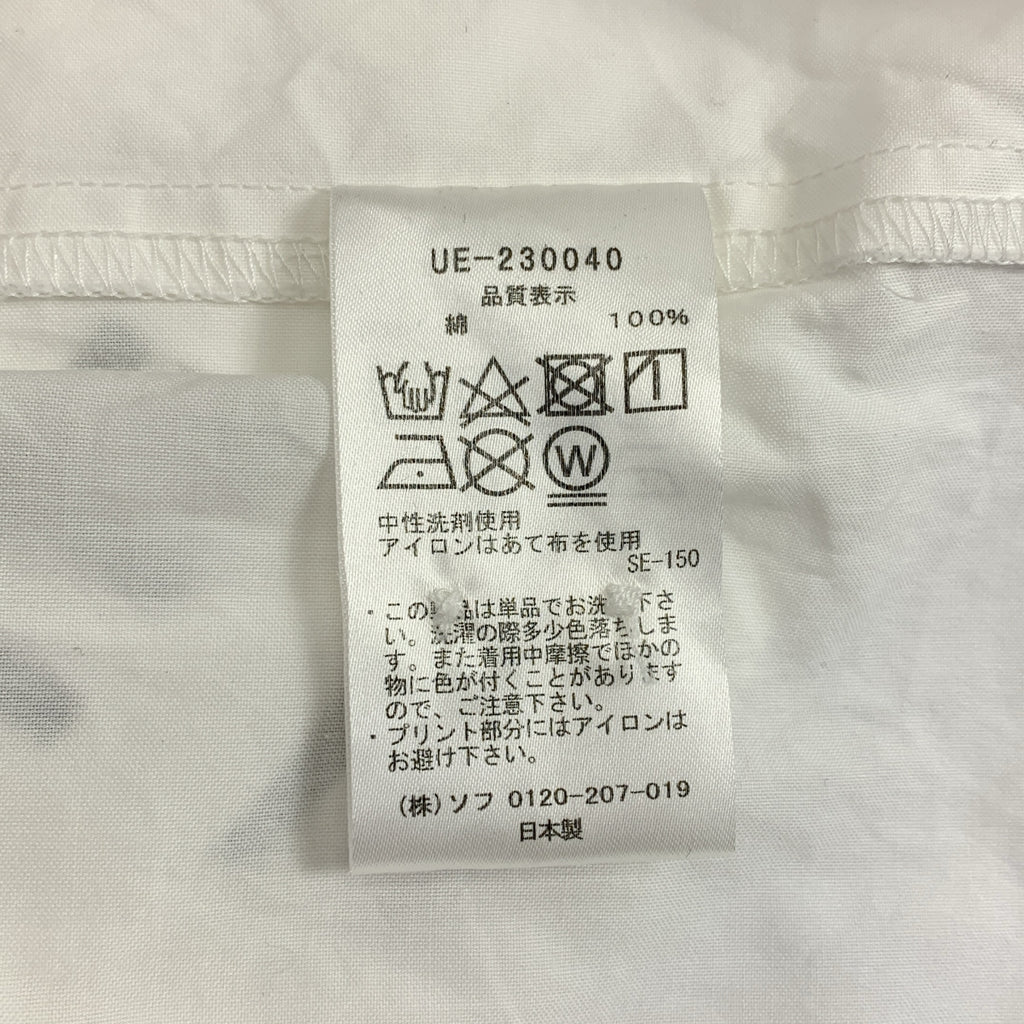 UE-230040
品質表示
綿 100%
W
中性洗剤使用
アイロンはあて布を使用
SE-150
・この 品は単品でお洗 下さ
い。洗濯の際多少色落ちしま
す。また着用中摩擦でほかの
物に色が付くことがあります
ので、ご注意下さい。
・プリント部分にはアイロンは
お避け下さい。
(株)ソフ 0120-207-019
日本製